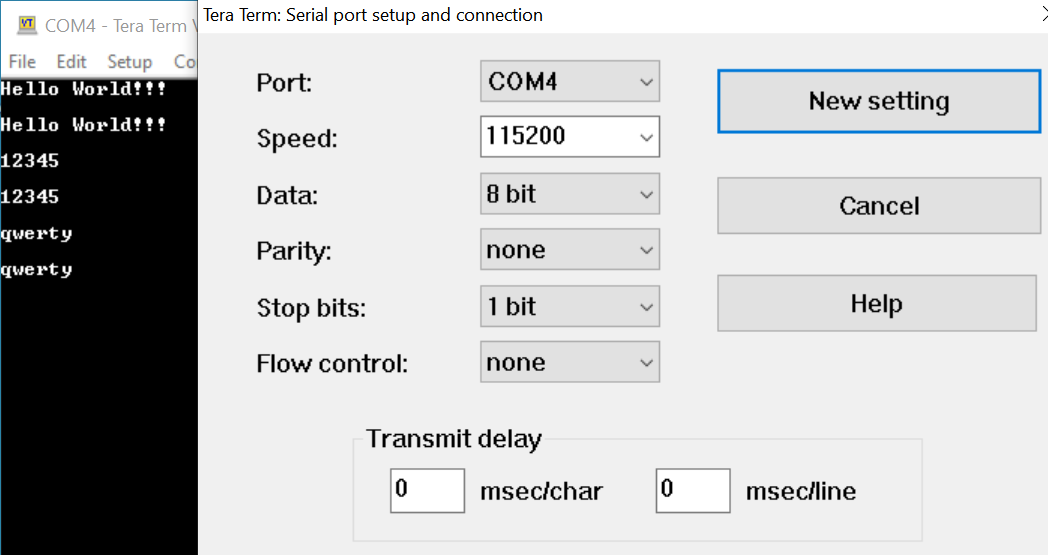 COM4 - Tera Term V
File Edit Setup Co
Hello World!!!
Hello World!!!
12345
12345
qwerty
qwerty
Tera Term: Serial port setup and connection
Port: COM4
Speed: 115200
Data: 8 bit
Parity: none
Stop bits: 1 bit
Flow control: none
New setting
Cancel
Help
Transmit delay
0 msec/char 0 msec/line